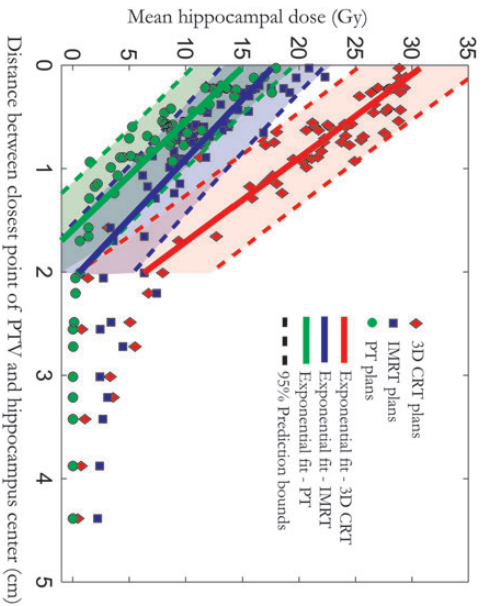 Mean hippocampal dose (Gy)
0 5 10 15 20 25 30 35
0
1
2
3
4
5
Distance between closest point of PTV and hippocampus center (cm)
3D CRT plans
IMRT plans
PT plans
Exponential fit - 3D CRT
Exponential fit - IMRT
Exponential fit - PT
95% Prediction bounds